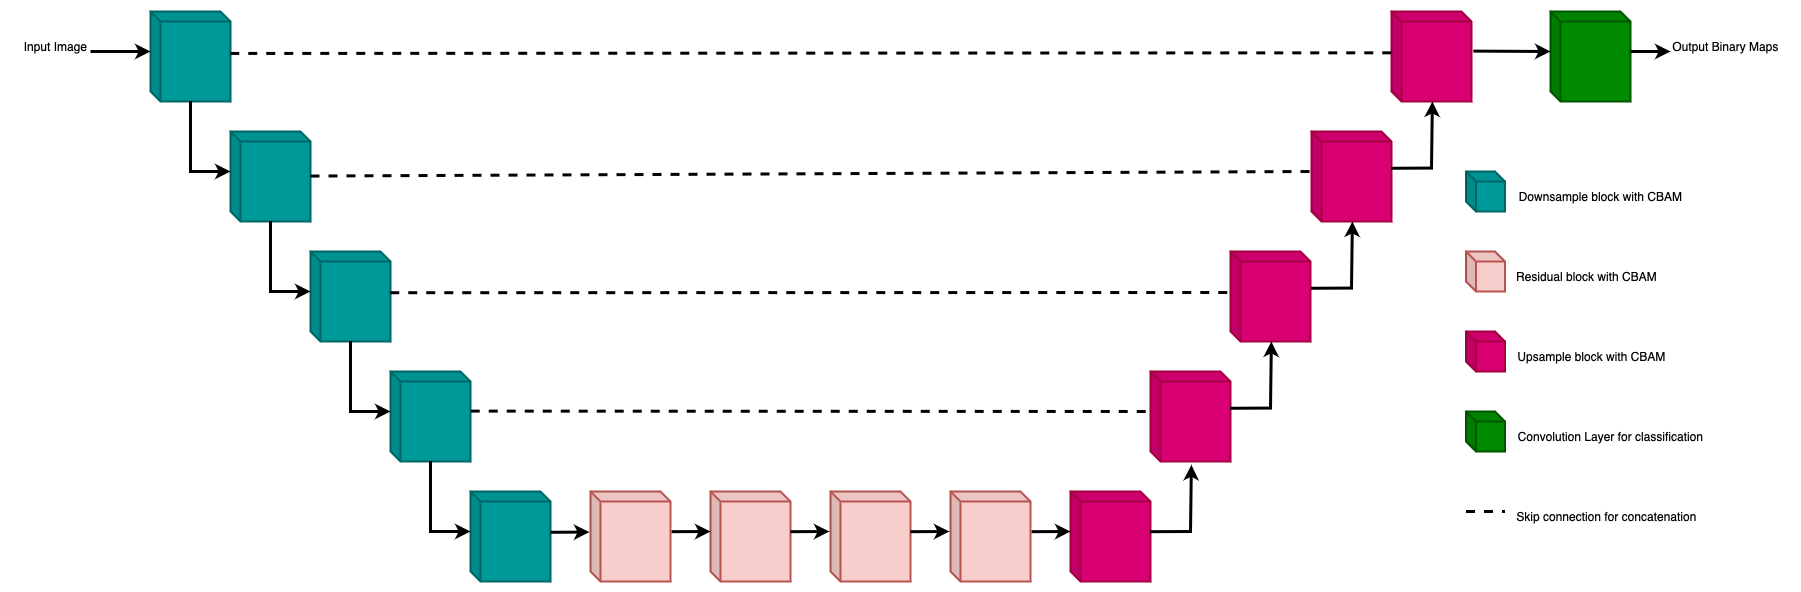 Input Image
Output Binary Maps
Downsample block with CBAM
Residual block with CBAM
Upsample block with CBAM
Convolution Layer for classification
Skip connection for concatenation